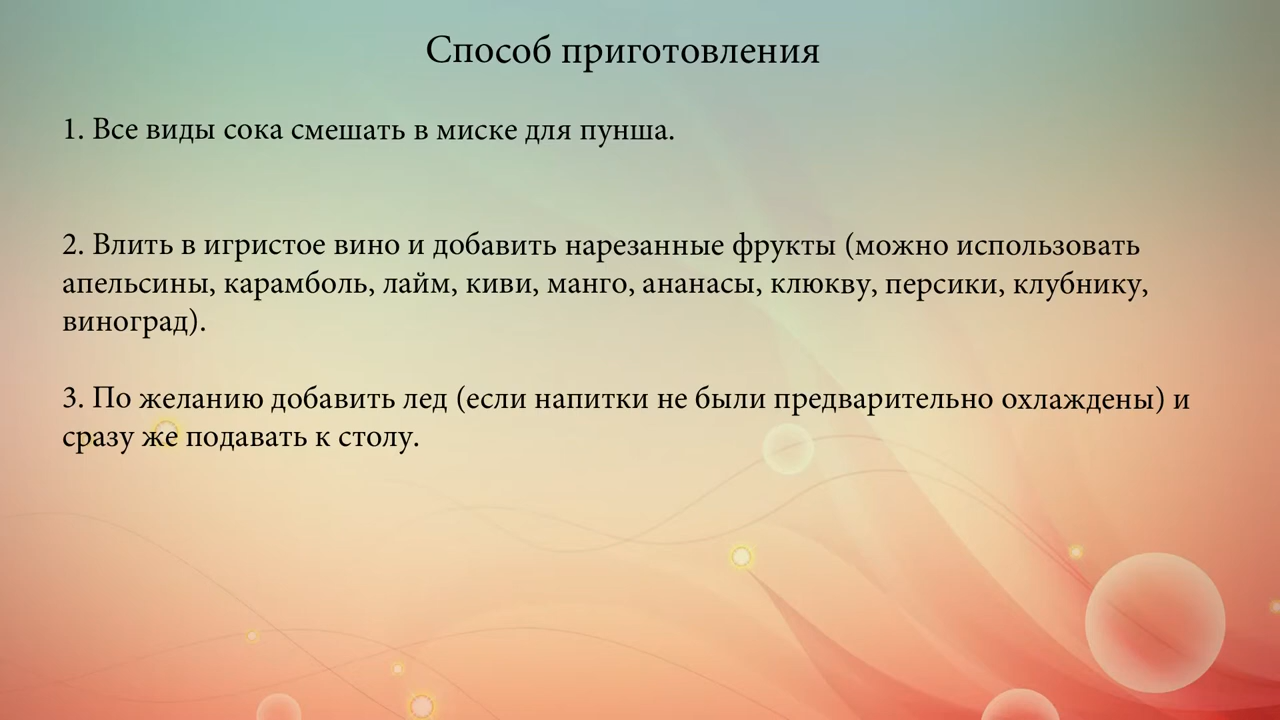 Способ приготовления
1. Все виды сока смешать в миске для пунша.
2. Влить в игристое вино и добавить нарезанные фрукты (можно использовать
апельсины, карамболь, лайм, киви, манго, ананасы, клюкву, персики, клубнику,
виноград).
3. По желанию добавить лед (если напитки не были предварительно охлаждены) и
сразу же подавать к столу.